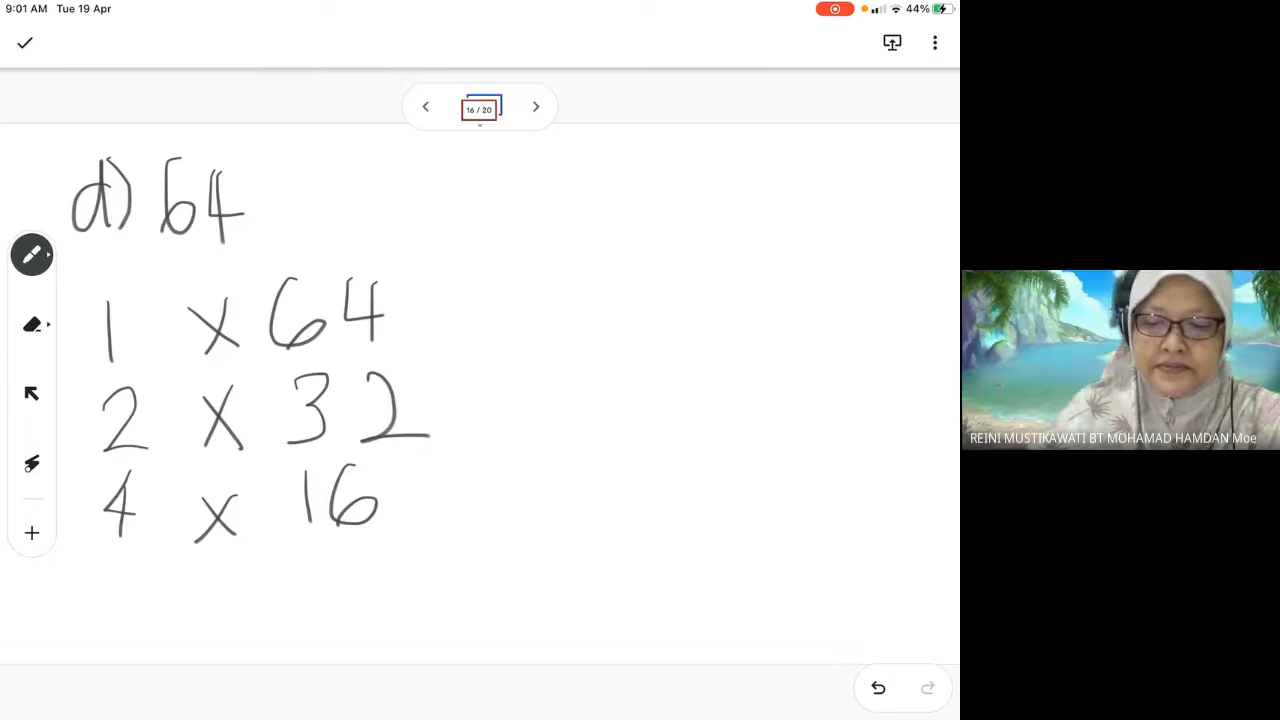 9:01 AM Tue 19 Apr
44%
16 / 20
d) 64
1 x 64
2 x 32
4 x 16
REINI MUSTIKAWATI BT MOHAMAD HAMDAN Moe